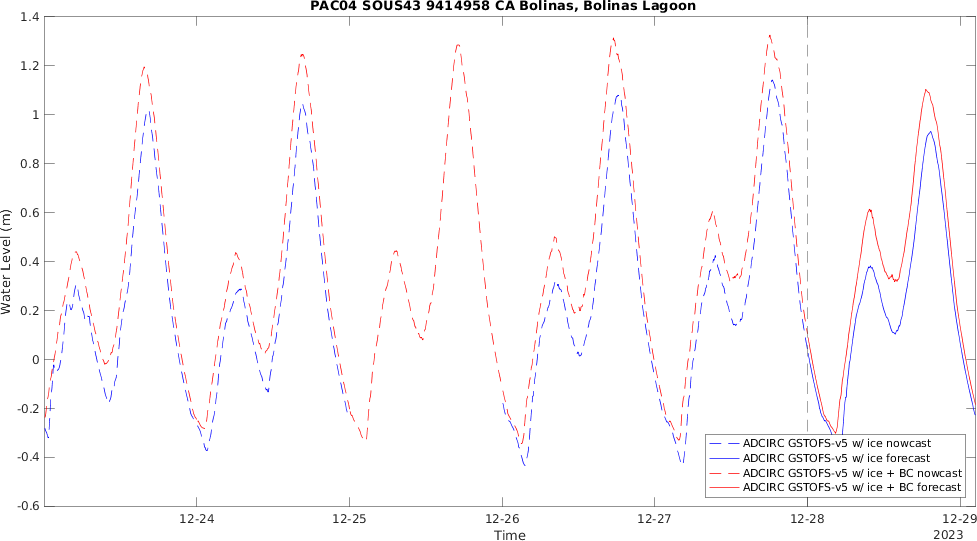 PAC04 SOUS43 9414958 CA Bolinas, Bolinas Lagoon
1.4
1.2
1
0.8
0.6
0.4
0.2
0
-0.2
-0.4
-0.6
Water Level (m)
ADCIRC GSTOFS-v5 w/ ice nowcast
ADCIRC GSTOFS-v5 w/ ice forecast
ADCIRC GSTOFS-v5 w/ ice + BC nowcast
ADCIRC GSTOFS-v5 w/ ice + BC forecast
12-24 12-25 12-26 12-27 12-28 12-29
Time 2023